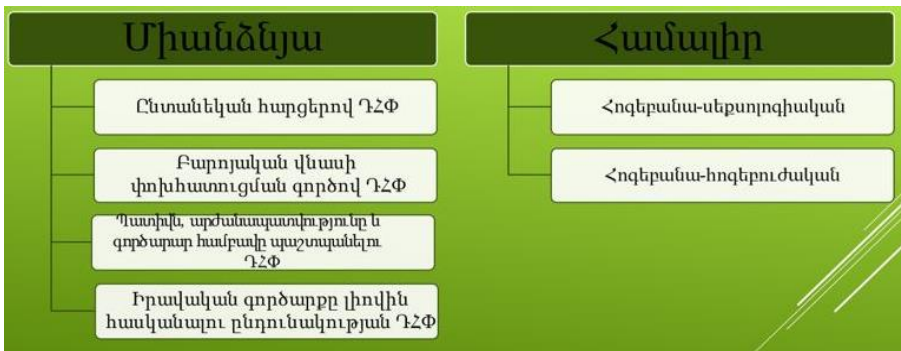 Միանձնյա
Ընտանեկան հարցերով ԴՀՓ
Բարոյական վնասի
փոխհատուցման գործով ԴՀՓ
Պատիվն, արժանապատվությունը և
գործարար համբավը պաշտպանելու
ԴՀՓ
Իրավական գործարքը լիովին
հասկանալու ընդունակության ԴՀՓ
Համալիր
Հոգեբանա-սեքսոլոգիական
Հոգեբանա-հոգեբուժական